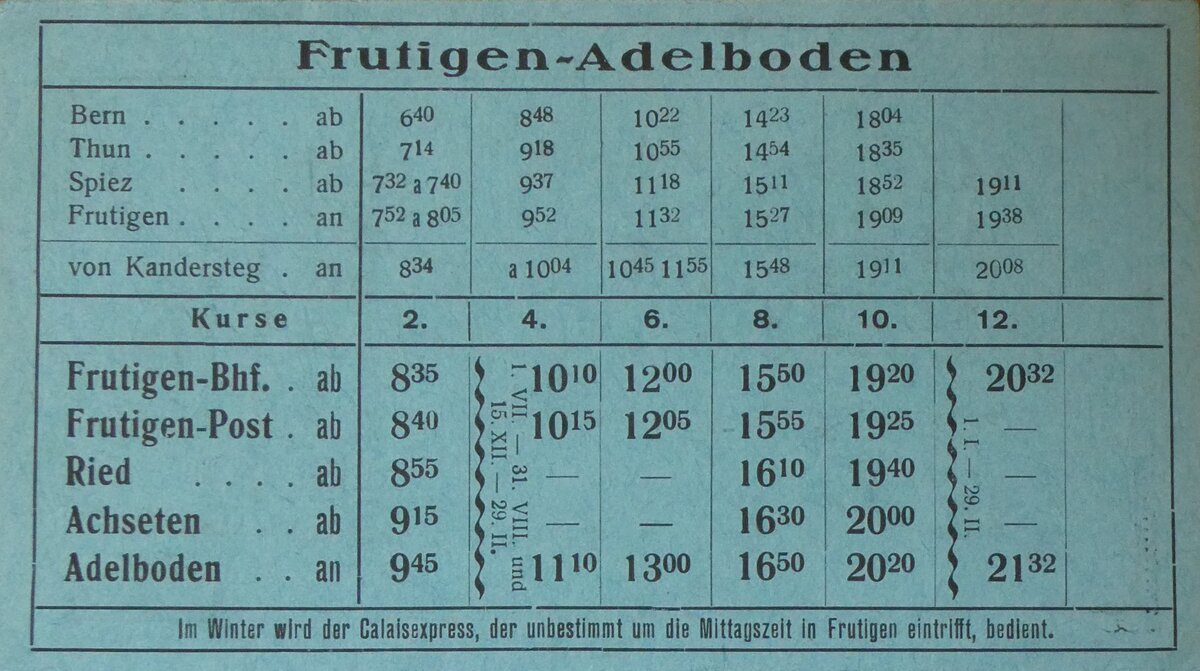 Frutigen-Adelboden
Bern . . . . . ab 6⁴⁰ 8⁴⁸ 10²² 14²³ 18⁰⁴
Thun . . . . . ab 7¹⁴ 9¹⁸ 10⁵⁵ 14⁵⁴ 18³⁵
Spiez . . . . ab 7³² a 7⁴⁰ 9³⁷ 11¹⁸ 15¹¹ 18⁵² 19¹¹
Frutigen . . . . an 7⁵² a 8⁰⁵ 9⁵² 11³² 15²⁷ 19⁰⁹ 19³⁸
von Kandersteg . an 8³⁴ a 10⁰⁴ 10⁴⁵ 11⁵⁵ 15⁴⁸ 19¹¹ 20⁰⁸
Kurse 2. 4. 6. 8. 10. 12.
Frutigen-Bhf. . ab 8³⁵ 10¹⁰ 12⁰⁰ 15⁵⁰ 19²⁰ 20³²
Frutigen-Post . ab 8⁴⁰ 10¹⁵ 12⁰⁵ 15⁵⁵ 19²⁵ —
Ried . . . . ab 8⁵⁵ — — 16¹⁰ 19⁴⁰ —
Achseten . . ab 9¹⁵ — — 16³⁰ 20⁰⁰ —
Adelboden . . an 9⁴⁵ 11¹⁰ 13⁰⁰ 16⁵⁰ 20²⁰ 21³²
1. VII. — 31. VIII. und
15. XII. — 29. II.
1. I. — 29. II.
Im Winter wird der Calaisexpress, der unbestimmt um die Mittagszeit in Frutigen eintrifft, bedient.